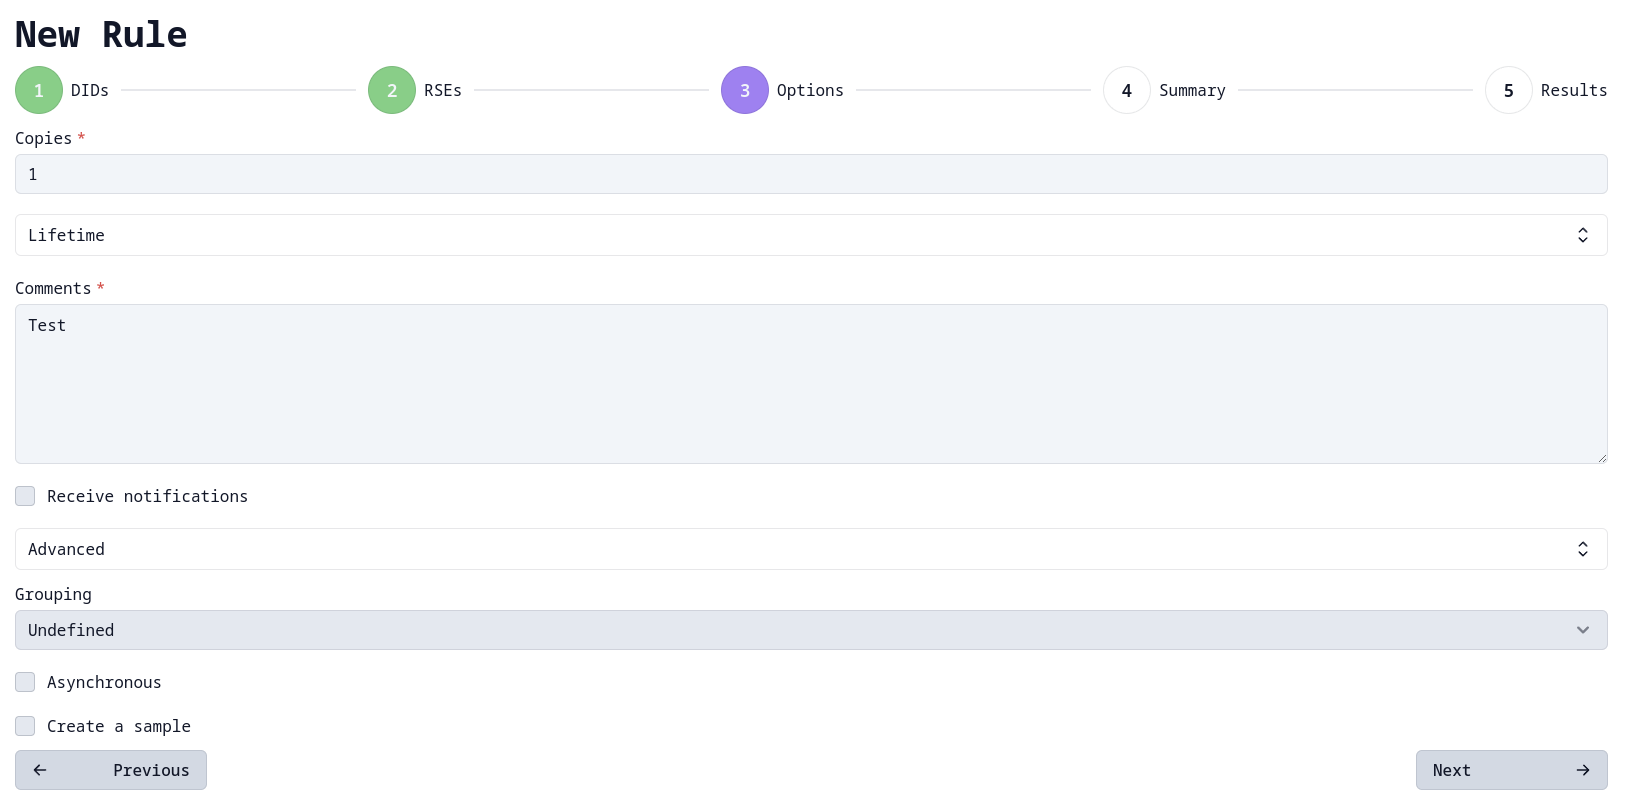 New Rule
1 DIDs 2 RSEs 3 Options 4 Summary 5 Results
Copies *
1
Lifetime
Comments *
Test
Receive notifications
Advanced
Grouping
Undefined
Asynchronous
Create a sample
Previous Next